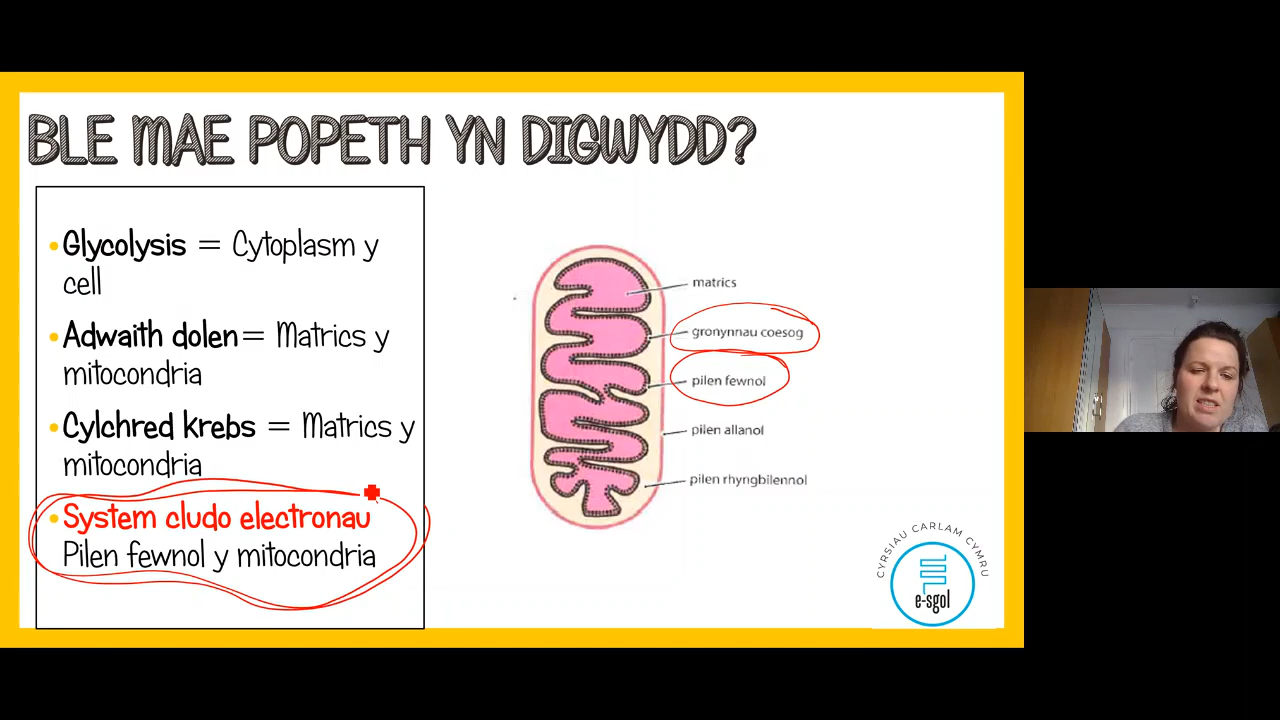 BLE MAE POPETH YN DIGWYDD?
•Glycolysis = Cytoplasm y
cell
•Adwaith dolen= Matrics y
mitocondria
•Cylchred krebs = Matrics y
mitocondria
•System cludo electronau
Pilen fewnol y mitocondria
matrics
gronynnau coesog
pilen fewnol
pilen allanol
pilen rhyngbilennol
CYRSIAU CARLAM CYMRU
e-sgol